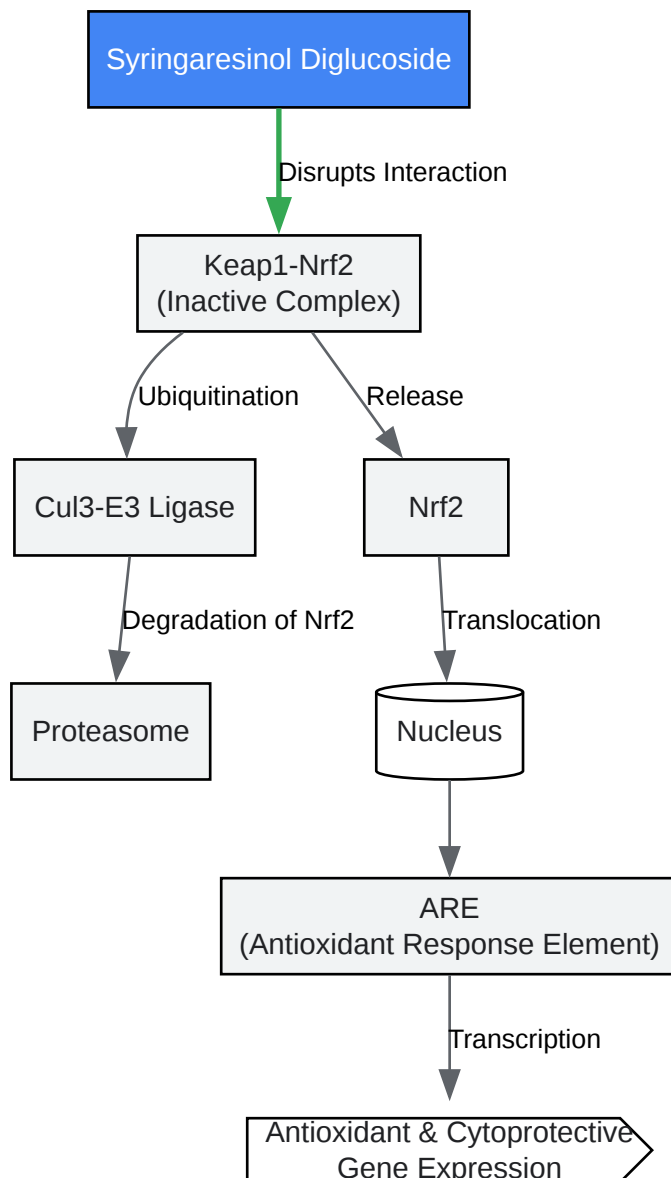 Syringaresinol Diglucoside
Disrupts Interaction
Keap1-Nrf2
(Inactive Complex)
Ubiquitination
Release
Cul3-E3 Ligase
Nrf2
Degradation of Nrf2
Translocation
Proteasome
Nucleus
ARE
(Antioxidant Response Element)
Transcription
Antioxidant & Cytoprotective
Gene Expression